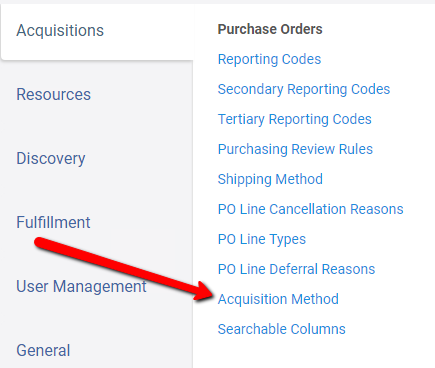 Acquisitions
Resources
Discovery
Fulfillment
User Management
General
Purchase Orders
Reporting Codes
Secondary Reporting Codes
Tertiary Reporting Codes
Purchasing Review Rules
Shipping Method
PO Line Cancellation Reasons
PO Line Types
PO Line Deferral Reasons
Acquisition Method
Searchable Columns